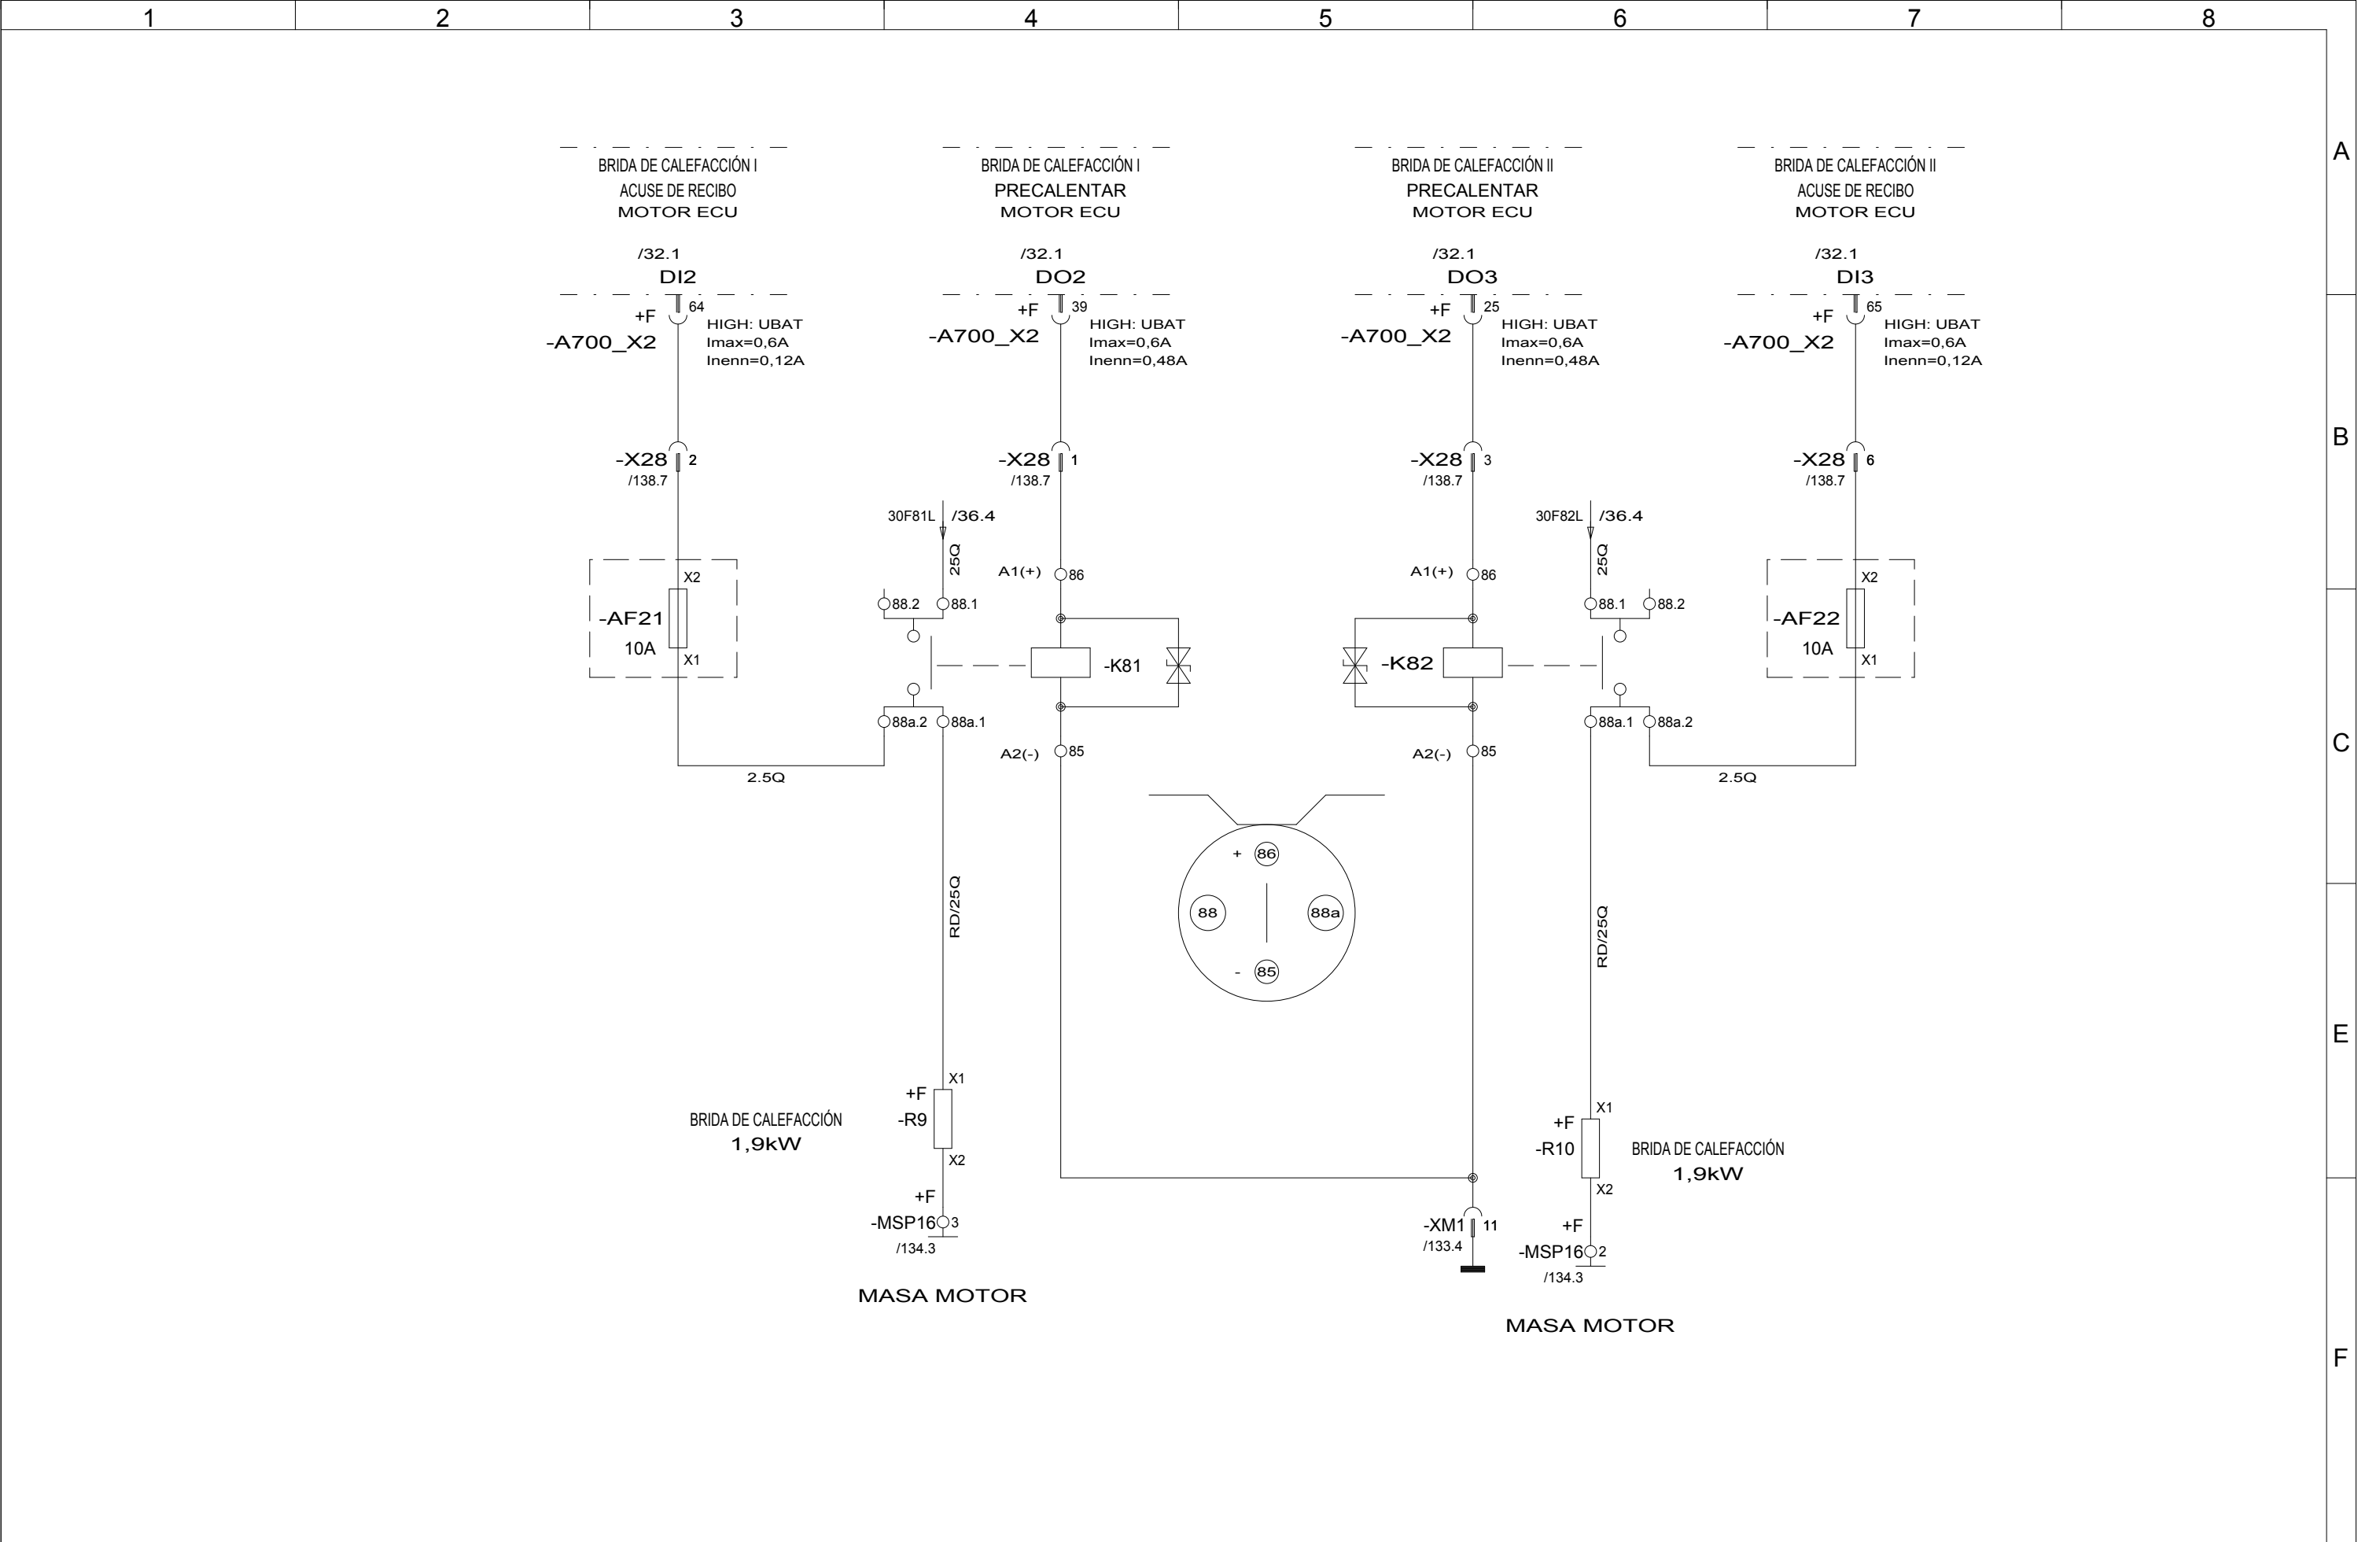 1 2 3 4 5 6 7 8
A
BRIDA DE CALEFACCIÓN I
ACUSE DE RECIBO
MOTOR ECU
/32.1
DI2
+F 64
-A700_X2
HIGH: UBAT
Imax=0,6A
Inenn=0,12A
BRIDA DE CALEFACCIÓN I
PRECALENTAR
MOTOR ECU
/32.1
DO2
+F 39
-A700_X2
HIGH: UBAT
Imax=0,6A
Inenn=0,48A
BRIDA DE CALEFACCIÓN II
PRECALENTAR
MOTOR ECU
/32.1
DO3
+F 25
-A700_X2
HIGH: UBAT
Imax=0,6A
Inenn=0,48A
BRIDA DE CALEFACCIÓN II
ACUSE DE RECIBO
MOTOR ECU
/32.1
DI3
+F 65
-A700_X2
HIGH: UBAT
Imax=0,6A
Inenn=0,12A
B
-X28 2
/138.7
-X28 1
/138.7
-X28 3
/138.7
-X28 6
/138.7
30F81L /36.4
25Q
30F82L /36.4
25Q
X2
-AF21
10A
X1
88.2 88.1
A1(+) 86
-K81
88a.2 88a.1
A2(-) 85
A1(+) 86
-K82
A2(-) 85
88.1 88.2
88a.1 88a.2
X2
-AF22
10A
X1
C
2.5Q
2.5Q
+ 86
88 88a
- 85
RD/25Q
RD/25Q
E
X1
+F
-R9
X2
BRIDA DE CALEFACCIÓN
1,9kW
+F
-MSP16 3
/134.3
MASA MOTOR
X1
+F
-R10
X2
BRIDA DE CALEFACCIÓN
1,9kW
-XM1 11
/133.4
+F
-MSP16 2
/134.3
MASA MOTOR
F